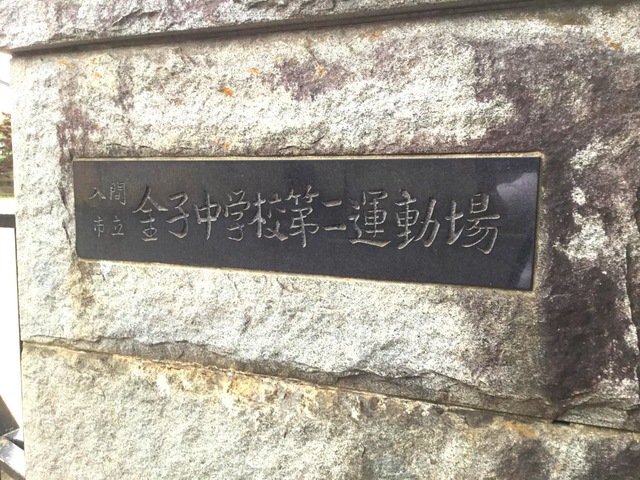 入間
市立
金子中学校第二運動場